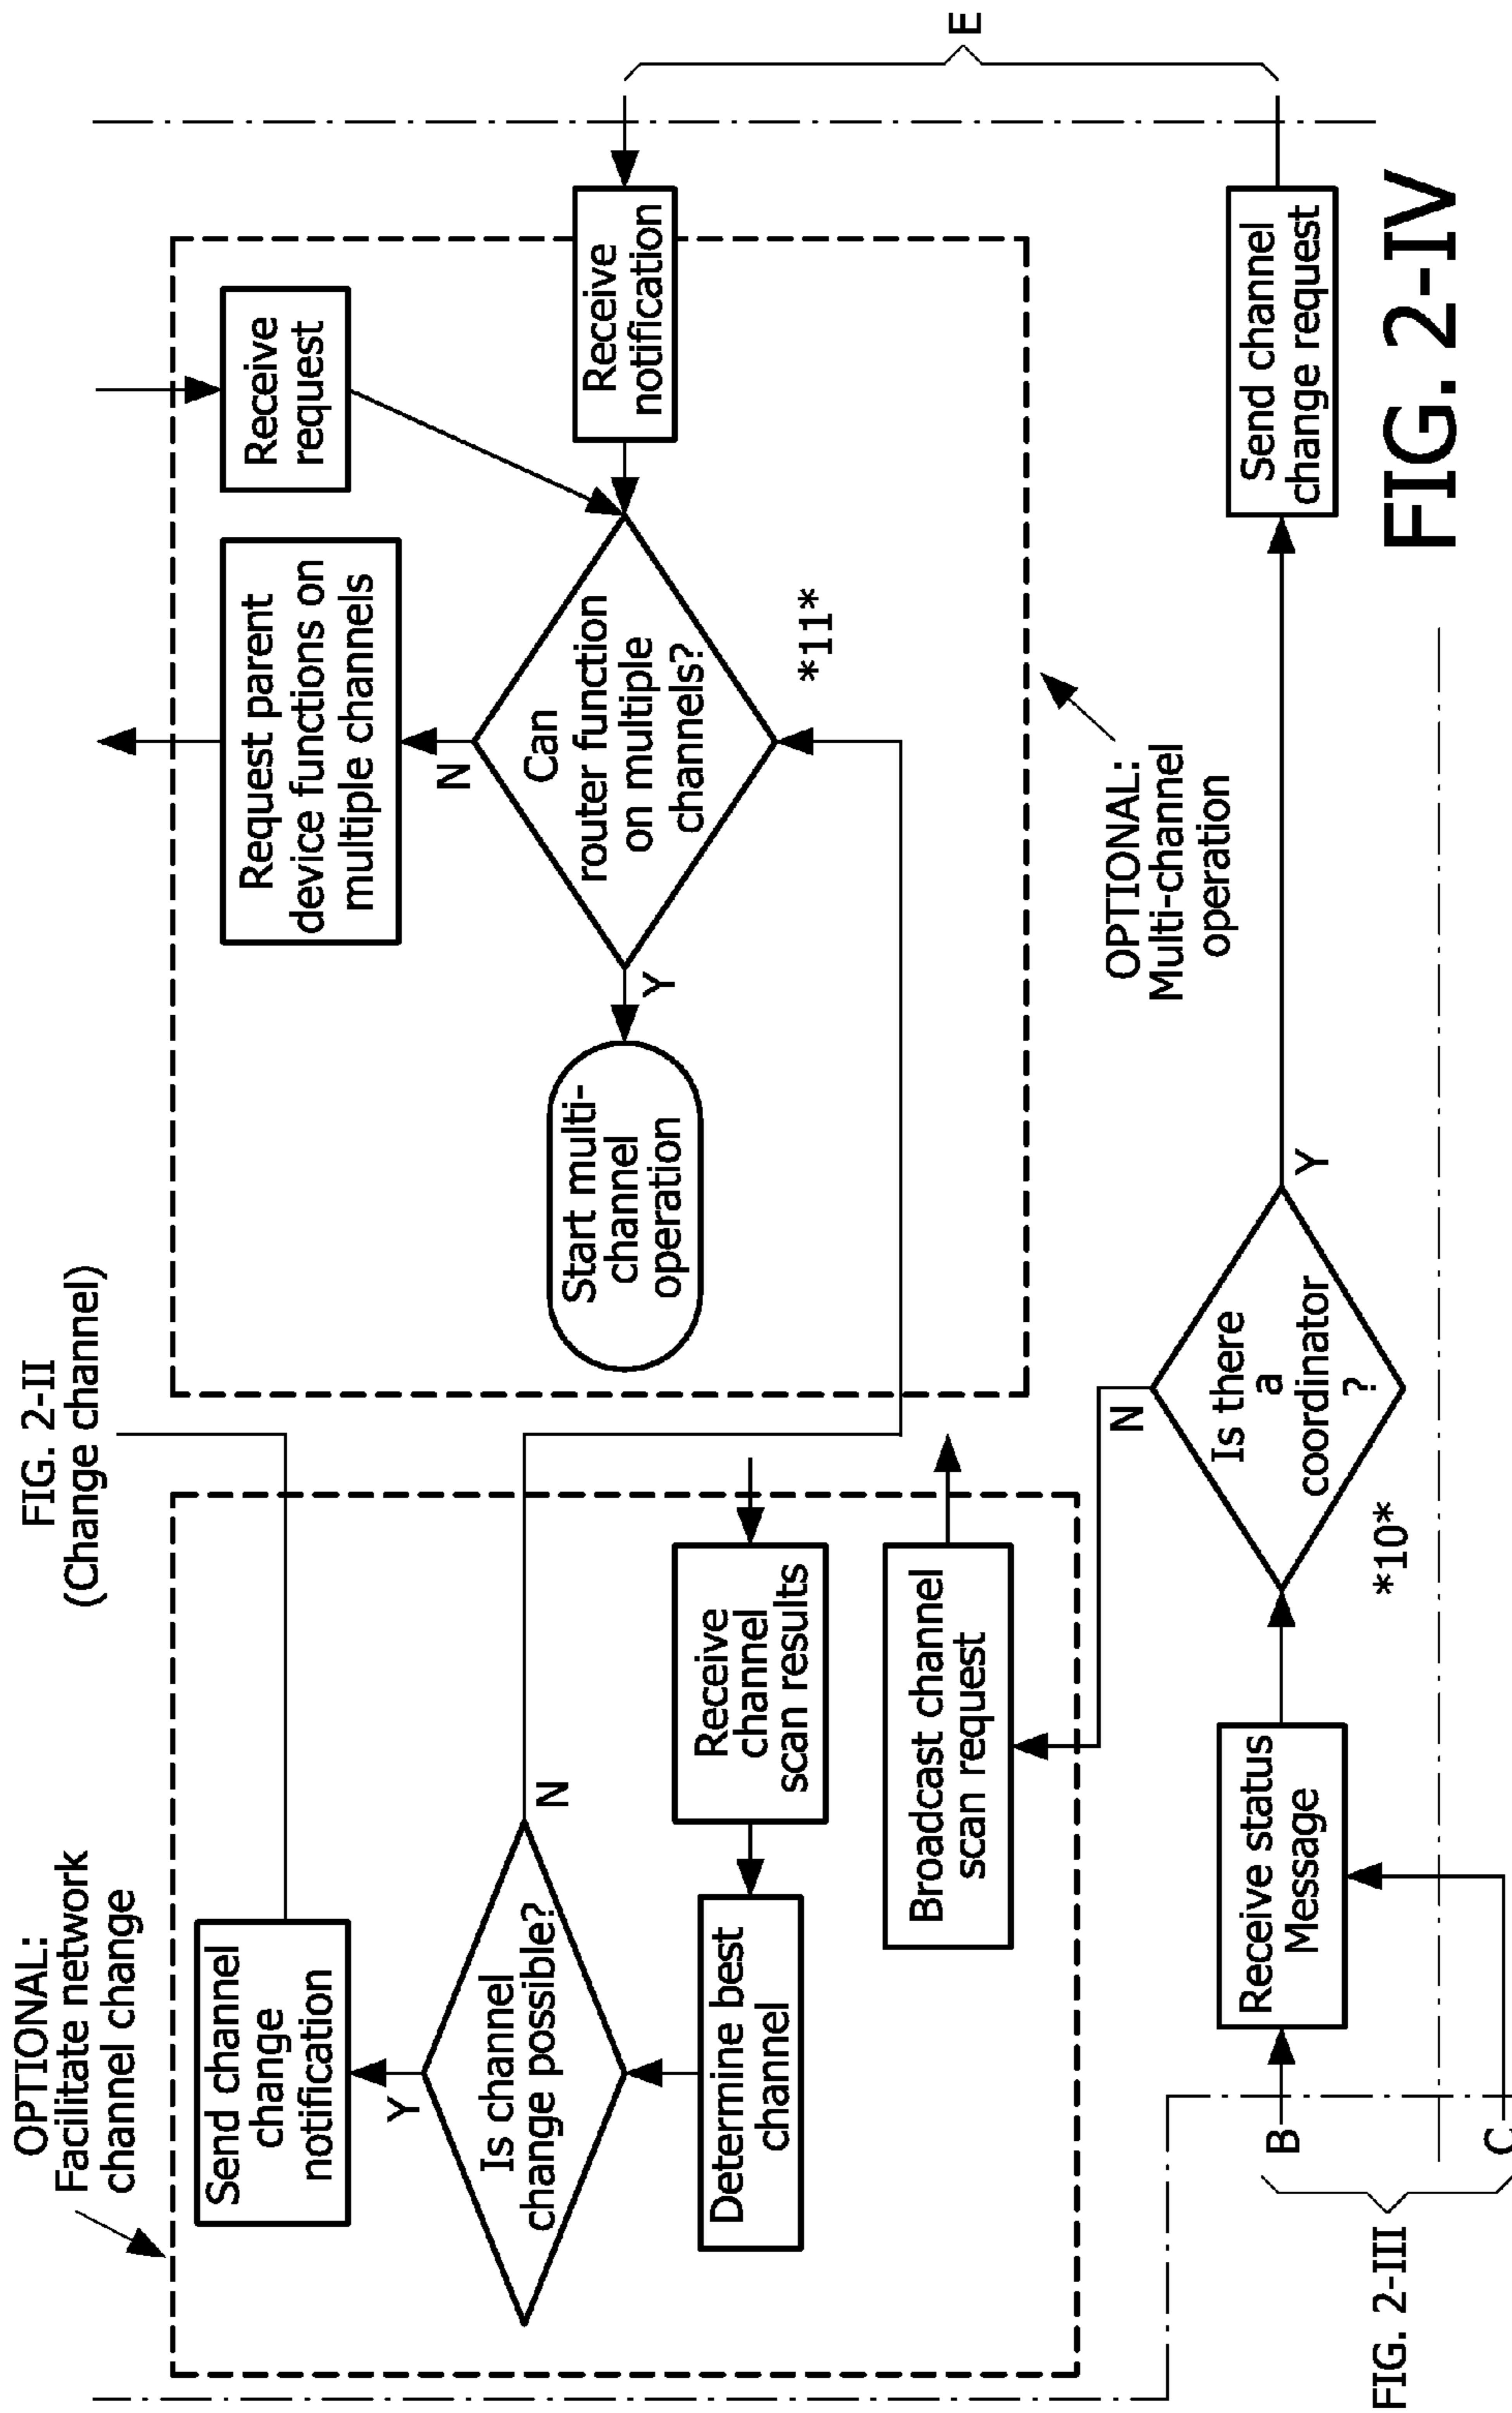 OPTIONAL:
Facilitate network
channel change
FIG. 2-II
(Change channel)
Send channel
change
notification
Y
Is channel
change possible?
N
Determine best
channel
Receive
channel
scan results
Broadcast channel
scan request
Request parent
device functions on
multiple channels
Receive
request
N
Can
router function
on multiple
channels?
Y
*11*
Start multi-
channel
operation
Receive
notification
E
OPTIONAL:
Multi-channel
operation
FIG. 2-III
B
C
Receive status
Message
*10*
N
Is there
a
coordinator
?
Y
Send channel
change request
FIG. 2-IV